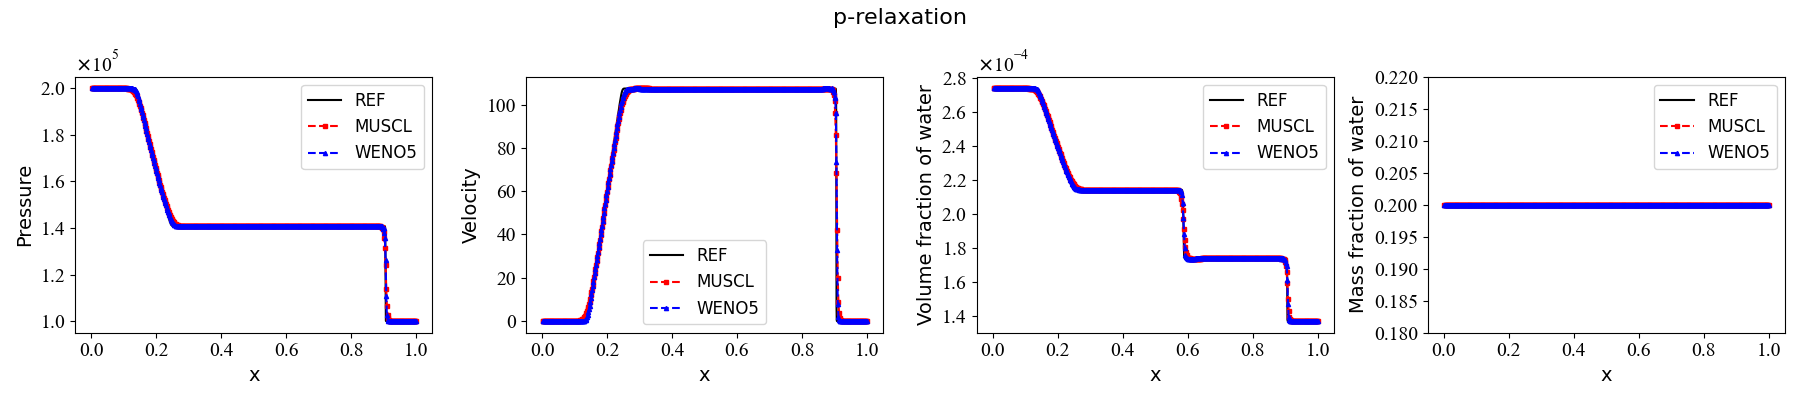 p-relaxation
×10⁵
2.0
1.8
1.6
1.4
1.2
1.0
Pressure
0.0 0.2 0.4 0.6 0.8 1.0
x
REF
MUSCL
WENO5
100
80
60
40
20
0
Velocity
0.0 0.2 0.4 0.6 0.8 1.0
x
REF
MUSCL
WENO5
×10⁻⁴
2.8
2.6
2.4
2.2
2.0
1.8
1.6
1.4
Volume fraction of water
0.0 0.2 0.4 0.6 0.8 1.0
x
REF
MUSCL
WENO5
0.220
0.215
0.210
0.205
0.200
0.195
0.190
0.185
0.180
Mass fraction of water
0.0 0.2 0.4 0.6 0.8 1.0
x
REF
MUSCL
WENO5